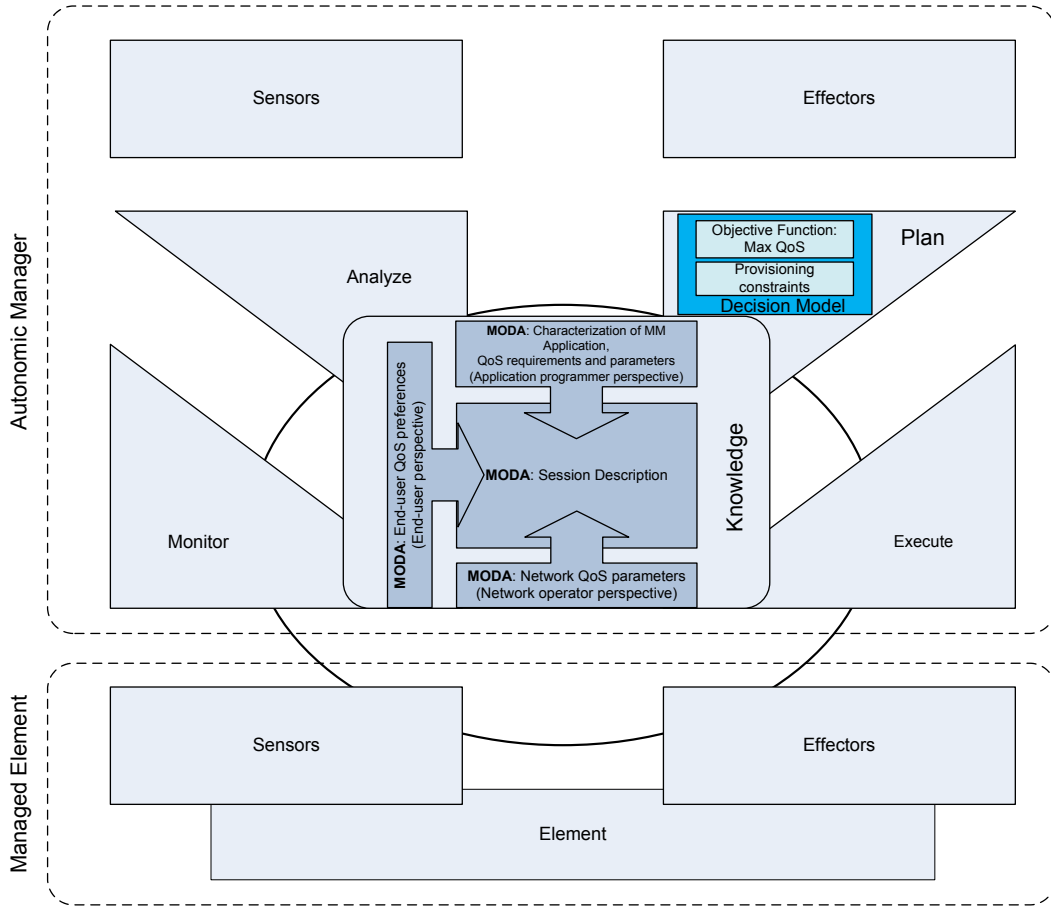 Autonomic Manager
Sensors
Effectors
Analyze
Objective Function:
Max QoS
Provisioning
constraints
Decision Model
Plan
MODA: Characterization of MM
Application,
QoS requirements and parameters
(Application programmer perspective)
MODA: End-user QoS preferences
(End-user perspective)
MODA: Session Description
Knowledge
MODA: Network QoS parameters
(Network operator perspective)
Monitor
Execute
Managed Element
Sensors
Effectors
Element